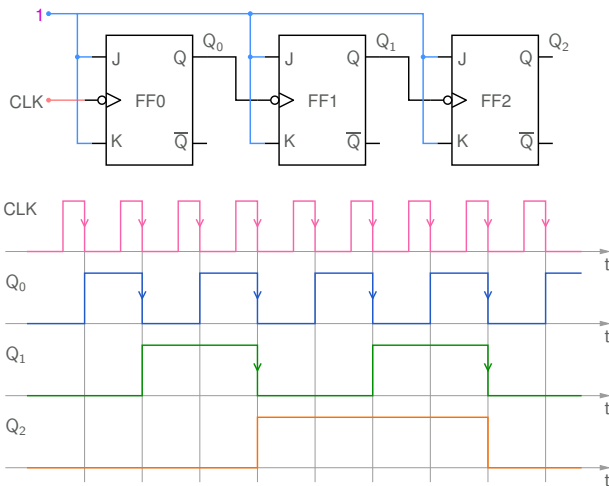 1
Q₀ Q₁ Q₂
J Q J Q J Q
CLK FF0 FF1 FF2
K Q̅ K Q̅ K Q̅
CLK
t
Q₀
t
Q₁
t
Q₂
t